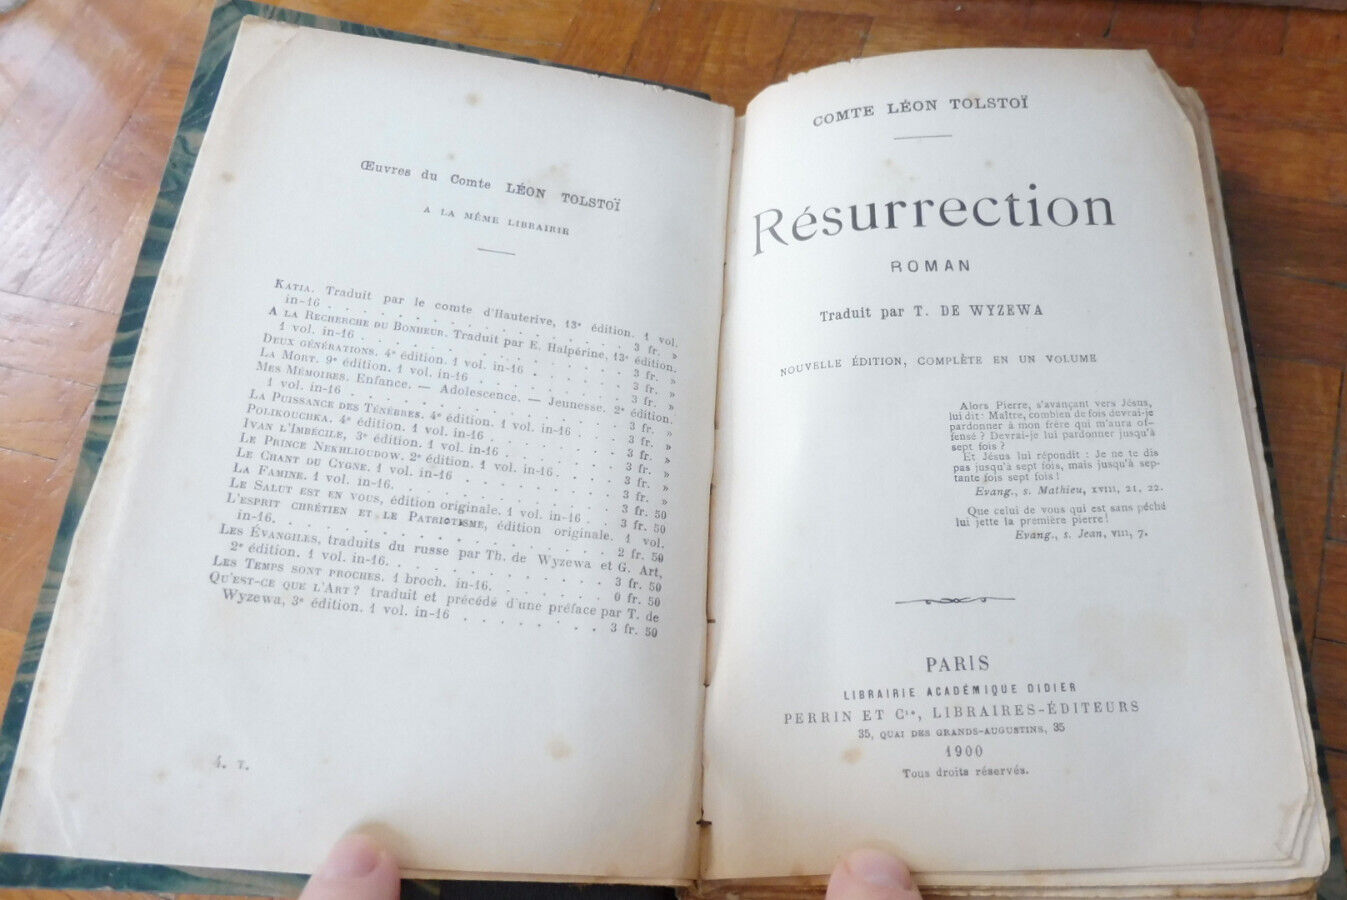 Œuvres du Comte LÉON TOLSTOÏ
A LA MÊME LIBRAIRIE
KATIA. Traduit par le comte d'Hauterive, 13e édition. 1 vol.
in-16 . . . . . . . . . . . . . . . 3 fr. »
A LA RECHERCHE DU BONHEUR. Traduit par E. Halpérine, 13e édition.
1 vol. in-16 . . . . . . . . . . . . . 3 fr. »
DEUX GÉNÉRATIONS. 4e édition. 1 vol. in-16 . . . . . . 3 fr. »
LA MORT. 9e édition. 1 vol. in-16 . . . . . . . . 3 fr. »
MES MÉMOIRES. Enfance. — Adolescence. — Jeunesse. 2e édition.
1 vol. in-16 . . . . . . . . . . . . . 3 fr. »
LA PUISSANCE DES TÉNÈBRES. 4e édition. 1 vol. in-16 . . . 3 fr. »
POLIKOUCHKA. 4e édition. 1 vol. in-16 . . . . . . . 3 fr. »
IVAN L'IMBÉCILE, 3e édition. 1 vol. in-16 . . . . . . 3 fr. »
LE PRINCE NEKHLIOUDOW. 2e édition. 1 vol. in-16. . . . . 3 fr. »
LE CHANT DU CYGNE. 1 vol. in-16 . . . . . . . . . 3 fr. »
LA FAMINE. 1 vol. in-16. . . . . . . . . . . . 3 fr. 50
LE SALUT EST EN VOUS, édition originale. 1 vol. in-16 . . 3 fr. 50
L'ESPRIT CHRÉTIEN ET LE PATRIOTISME, édition originale. 1 vol.
in-16. . . . . . . . . . . . . . . 2 fr. 50
LES ÉVANGILES, traduits du russe par Th. de Wyzewa et G. Art,
2e édition. 1 vol. in-16. . . . . . . . . . . 3 fr. 50
LES TEMPS SONT PROCHES. 1 broch. in-16. . . . . . . 0 fr. 50
QU'EST-CE QUE L'ART ? traduit et précédé d'une préface par T. de
Wyzewa, 3e édition. 1 vol. in-16 . . . . . . . . 3 fr. 50
COMTE LÉON TOLSTOÏ
Résurrection
ROMAN
Traduit par T. DE WYZEWA
NOUVELLE ÉDITION, COMPLÈTE EN UN VOLUME
Alors Pierre, s'avançant vers Jésus,
lui dit : Maître, combien de fois devrai-je
pardonner à mon frère qui m'aura of-
fensé ? Devrai-je lui pardonner jusqu'à
sept fois ?
Et Jésus lui répondit : Je ne te dis
pas jusqu'à sept fois, mais jusqu'à sep-
tante fois sept fois !
Evang., s. Mathieu, XVIII, 21, 22.
Que celui de vous qui est sans péché
lui jette la première pierre !
Evang., s. Jean, VIII, 7.
PARIS
LIBRAIRIE ACADÉMIQUE DIDIER
PERRIN ET Cie, LIBRAIRES-ÉDITEURS
35, QUAI DES GRANDS-AUGUSTINS, 35
1900
Tous droits réservés.